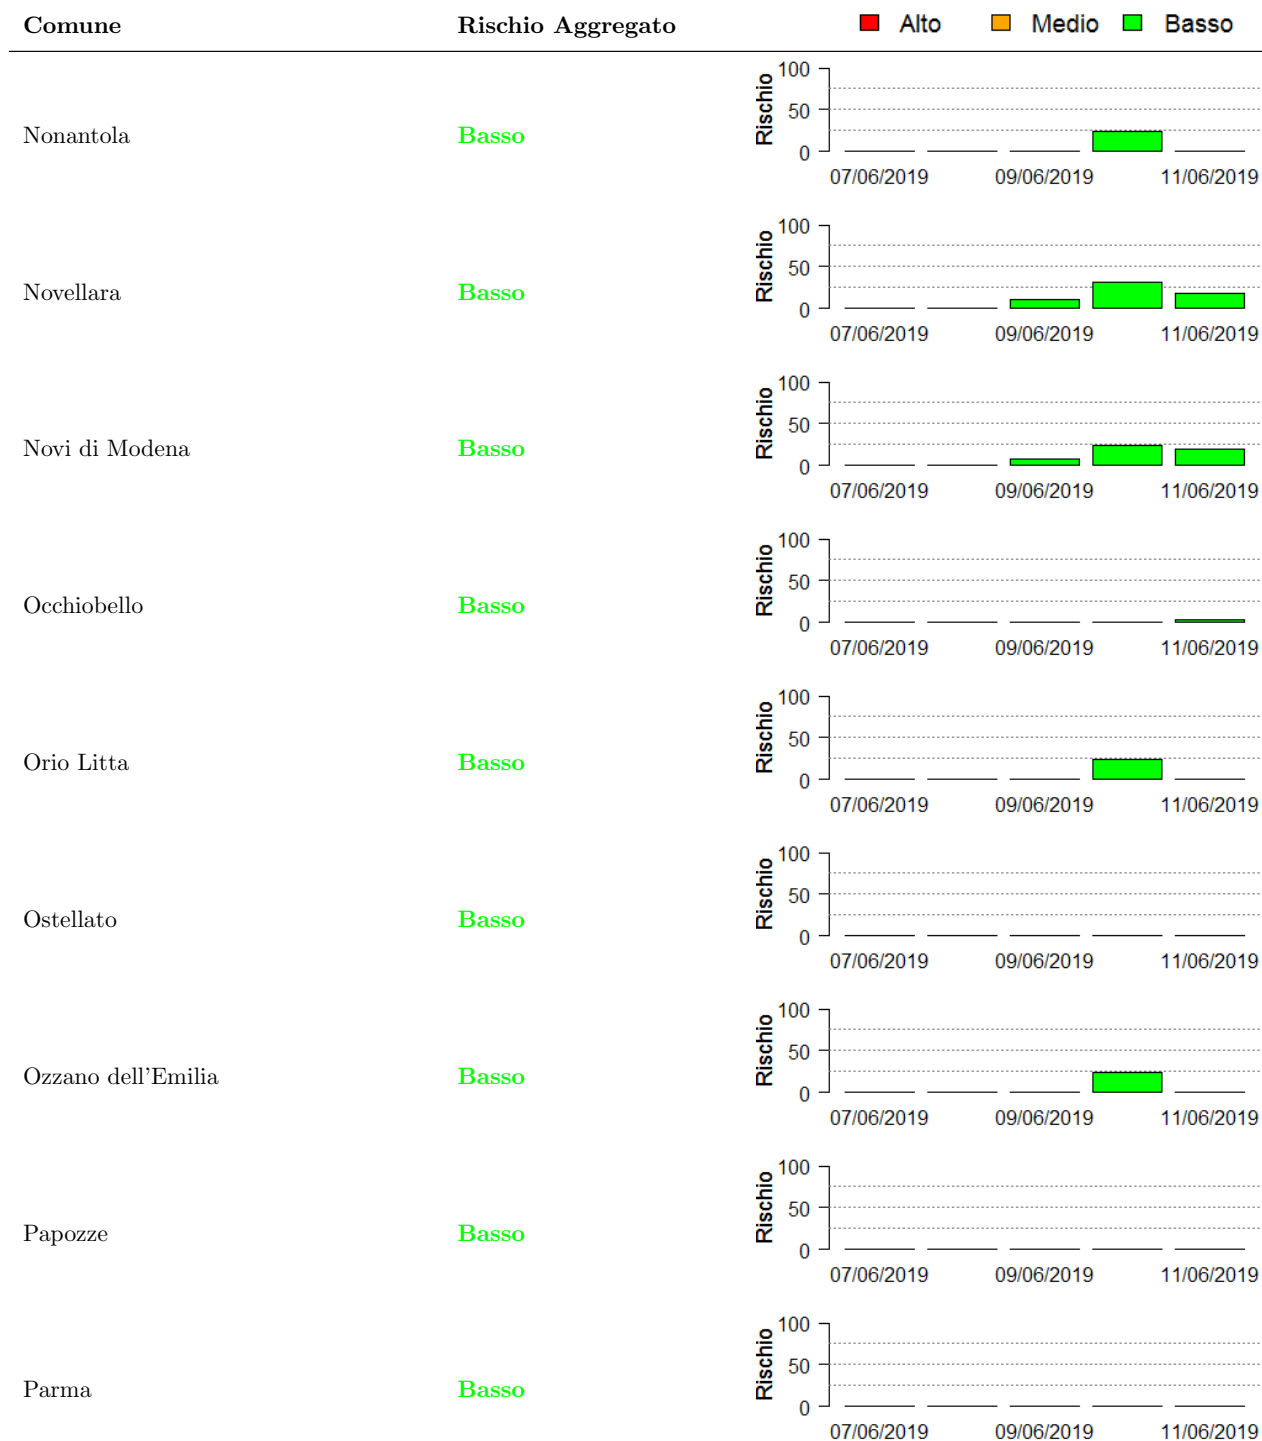 Comune Rischio Aggregato Alto Medio Basso
Nonantola Basso Rischio 100 50 0
07/06/2019 09/06/2019 11/06/2019
Novellara Basso Rischio 100 50 0
07/06/2019 09/06/2019 11/06/2019
Novi di Modena Basso Rischio 100 50 0
07/06/2019 09/06/2019 11/06/2019
Occhiobello Basso Rischio 100 50 0
07/06/2019 09/06/2019 11/06/2019
Orio Litta Basso Rischio 100 50 0
07/06/2019 09/06/2019 11/06/2019
Ostellato Basso Rischio 100 50 0
07/06/2019 09/06/2019 11/06/2019
Ozzano dell'Emilia Basso Rischio 100 50 0
07/06/2019 09/06/2019 11/06/2019
Papozze Basso Rischio 100 50 0
07/06/2019 09/06/2019 11/06/2019
Parma Basso Rischio 100 50 0
07/06/2019 09/06/2019 11/06/2019